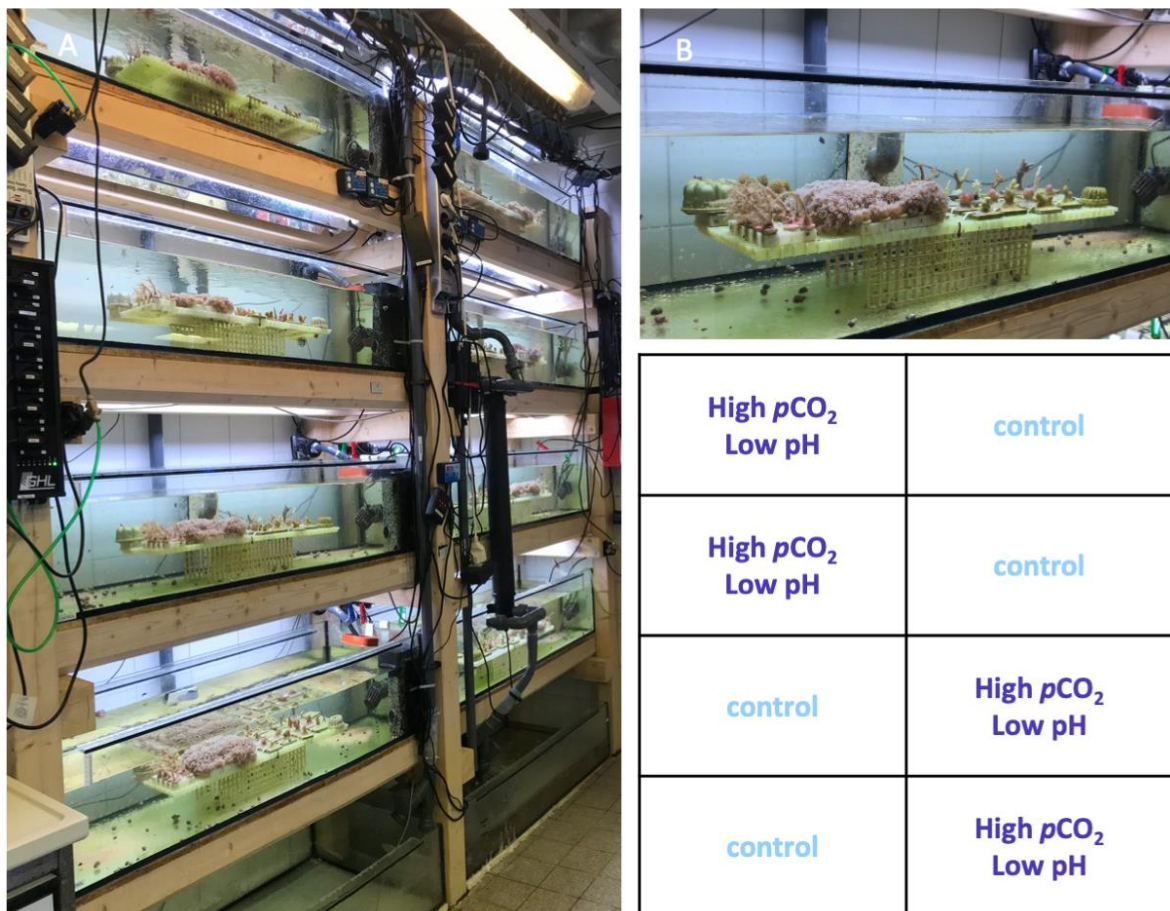 A
B
GHL
High pCO₂
Low pH
control
High pCO₂
Low pH
control
control
High pCO₂
Low pH
control
High pCO₂
Low pH